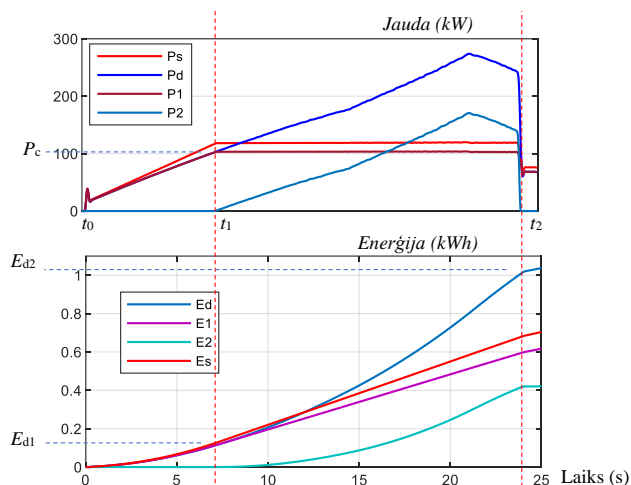 Jauda (kW)
300
200
100
0
Pc
Ps
Pd
P1
P2
t0
t1
t2
Enerģija (kWh)
Ed2
Ed1
1
0.8
0.6
0.4
0.2
0
Ed
E1
E2
Es
0
5
10
15
20
25
Laiks (s)